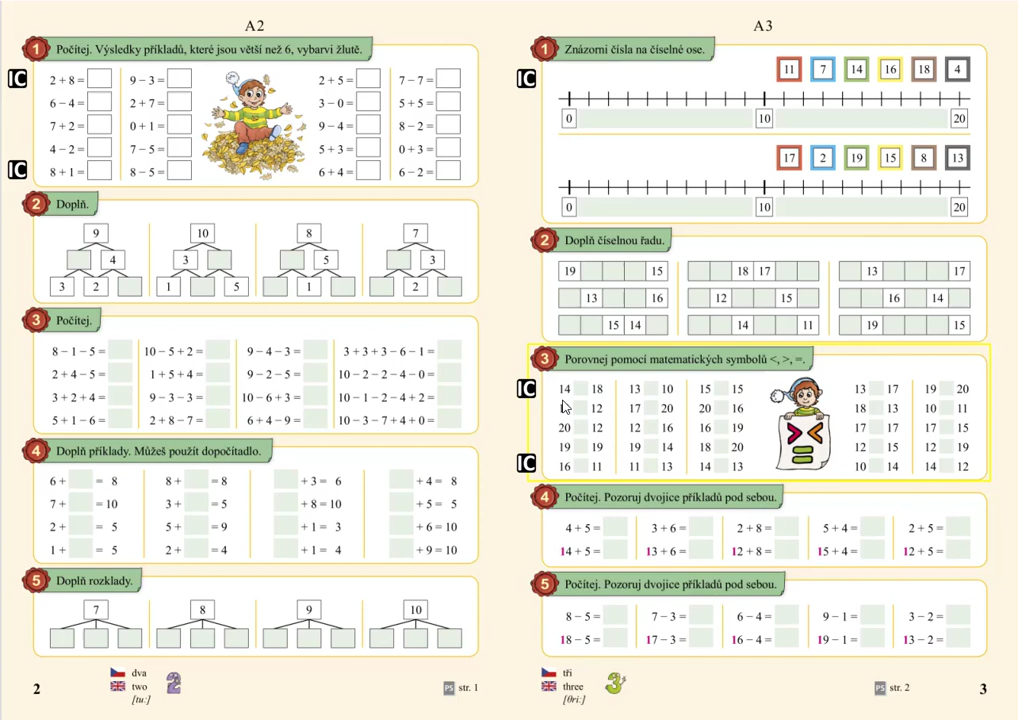 A2
1 Počítej. Výsledky příkladů, které jsou větší než 6, vybarvi žlutě.
IC
2 + 8 = 9 − 3 = 2 + 5 = 7 − 7 =
6 − 4 = 2 + 7 = 3 − 0 = 5 + 5 =
7 + 2 = 0 + 1 = 9 − 4 = 8 − 2 =
4 − 2 = 7 − 5 = 5 + 3 = 0 + 3 =
IC
8 + 1 = 8 − 5 = 6 + 4 = 6 − 2 =
2 Doplň.
9 10 8 7
4 3 5 3
3 2 1 5 1 2
3 Počítej.
8 − 1 − 5 = 10 − 5 + 2 = 9 − 4 − 3 = 3 + 3 + 3 − 6 − 1 =
2 + 4 − 5 = 1 + 5 + 4 = 9 − 2 − 5 = 10 − 2 − 2 − 4 − 0 =
3 + 2 + 4 = 9 − 3 − 3 = 10 − 6 + 3 = 10 − 1 − 2 − 4 + 2 =
5 + 1 − 6 = 2 + 8 − 7 = 6 + 4 − 9 = 10 − 3 − 7 + 4 + 0 =
4 Doplň příklady. Můžeš použít dopočítadlo.
6 + = 8 8 + = 8 + 3 = 6 + 4 = 8
7 + = 10 3 + = 5 + 8 = 10 + 5 = 5
2 + = 5 5 + = 9 + 1 = 3 + 6 = 10
1 + = 5 2 + = 4 + 1 = 4 + 9 = 10
5 Doplň rozklady.
7 8 9 10
2
dva
two
[tu:]
2
PS str. 1
A3
1 Znázorni čísla na číselné ose.
IC
11 7 14 16 18 4
0 10 20
17 2 19 15 8 13
0 10 20
2 Doplň číselnou řadu.
19 15 18 17 13 17
13 16 12 15 16 14
15 14 14 11 19 15
3 Porovnej pomocí matematických symbolů <, >, =.
IC
14 18 13 10 15 15 13 17 19 20
12 17 20 20 16 18 13 10 11
20 12 12 16 16 19 17 17 17 15
19 19 19 14 18 20 12 15 12 19
IC
16 11 11 13 14 13 10 14 14 12
> <
=
4 Počítej. Pozoruj dvojice příkladů pod sebou.
4 + 5 = 3 + 6 = 2 + 8 = 5 + 4 = 2 + 5 =
14 + 5 = 13 + 6 = 12 + 8 = 15 + 4 = 12 + 5 =
5 Počítej. Pozoruj dvojice příkladů pod sebou.
8 − 5 = 7 − 3 = 6 − 4 = 9 − 1 = 3 − 2 =
18 − 5 = 17 − 3 = 16 − 4 = 19 − 1 = 13 − 2 =
tři
three
[θri:]
3
PS str. 2
3